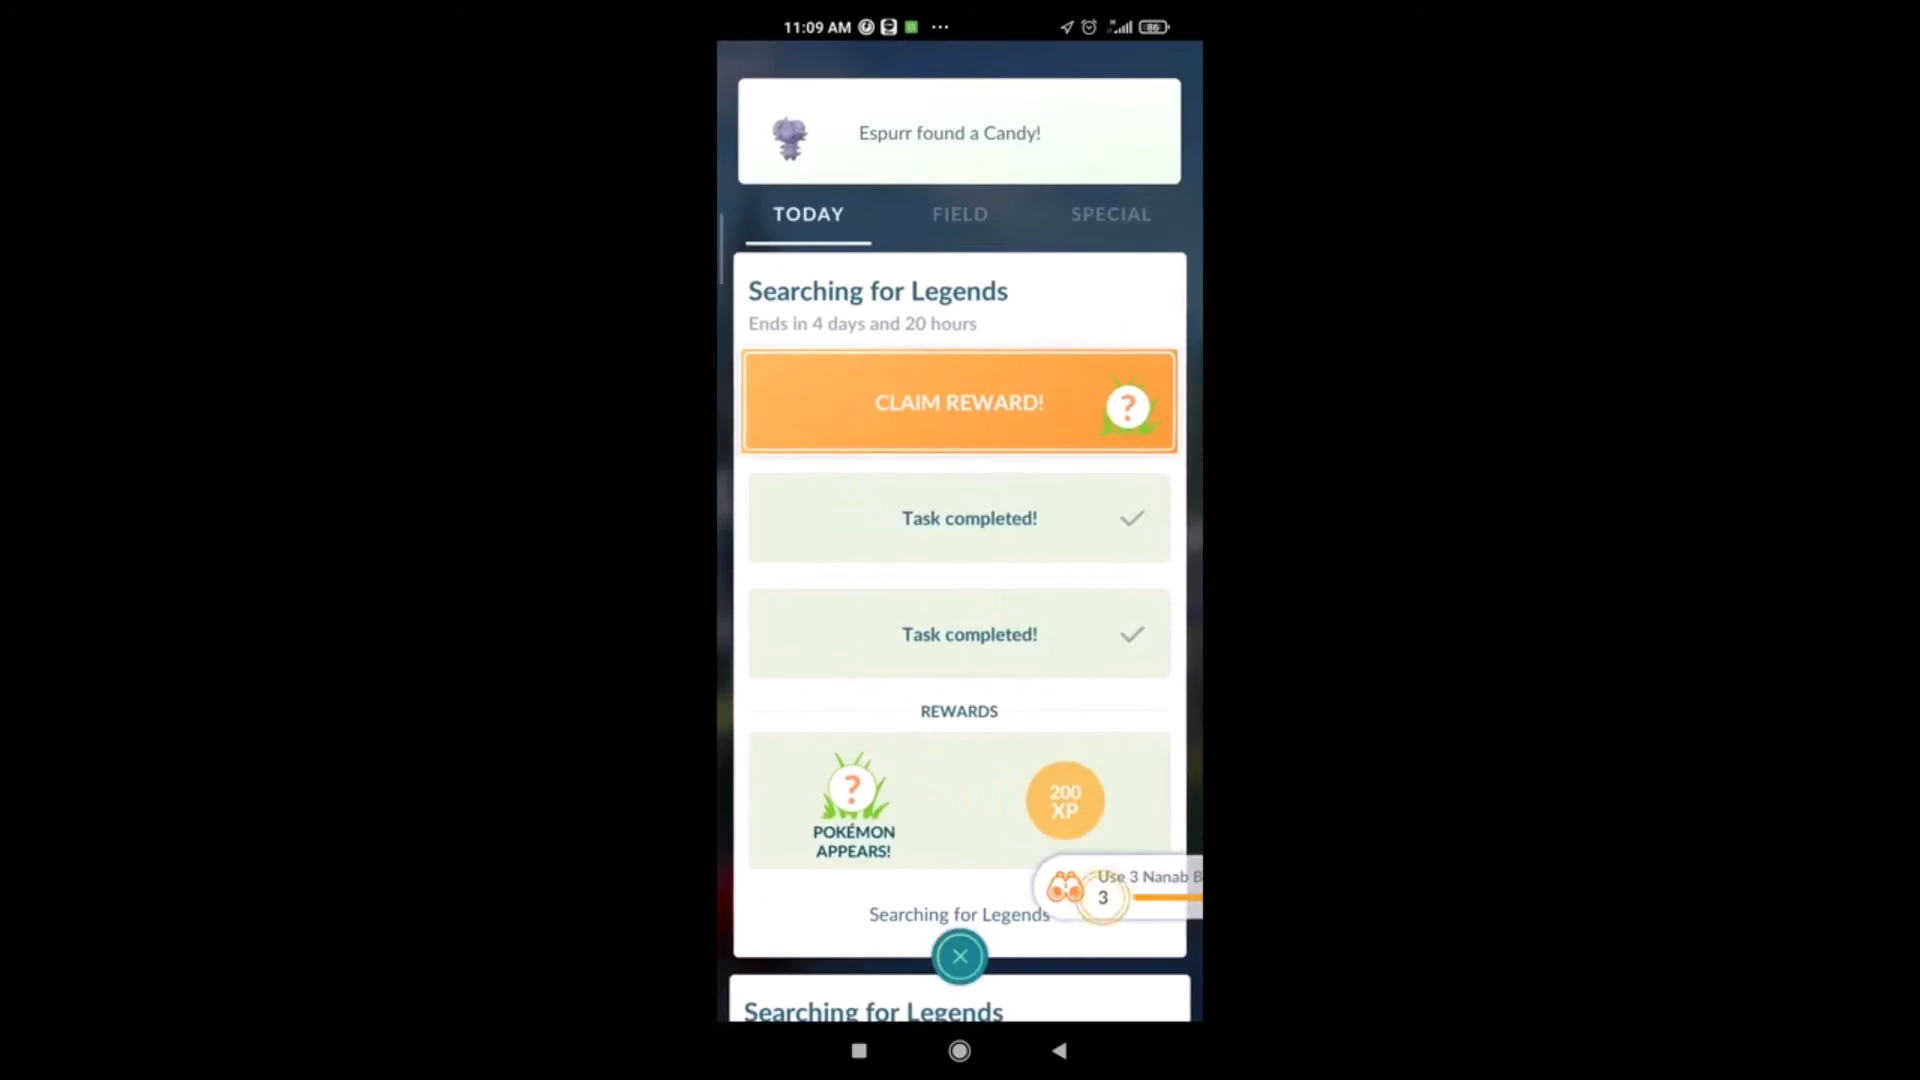 11:09 AM
86
Espurr found a Candy!
TODAY FIELD SPECIAL
Searching for Legends
Ends in 4 days and 20 hours
CLAIM REWARD!
?
Task completed!
Task completed!
REWARDS
?
POKÉMON
APPEARS!
200
XP
Use 3 Nanab B
3
Searching for Legends
Searching for Legends